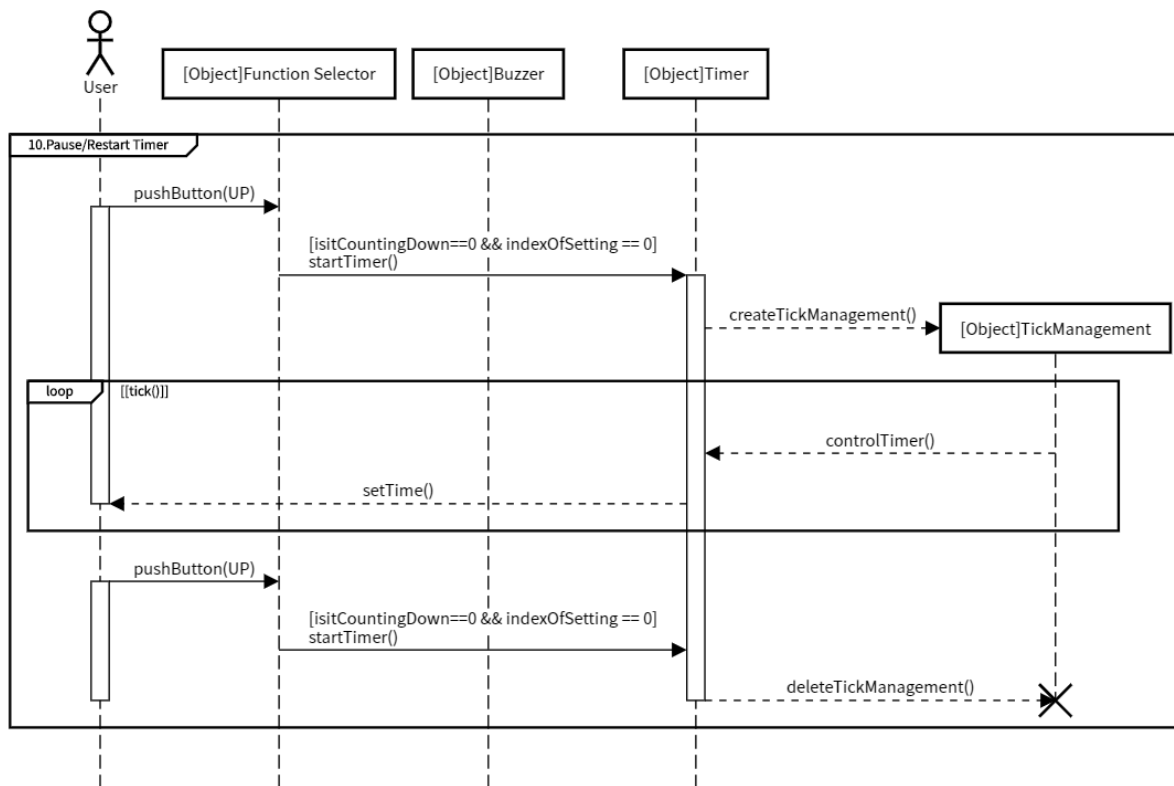 User
[Object]Function Selector
[Object]Buzzer
[Object]Timer
10.Pause/Restart Timer
pushButton(UP)
[isitCountingDown==0 && indexOfSetting == 0]
startTimer()
createTickManagement()
[Object]TickManagement
loop
[[tick()]]
controlTimer()
setTime()
pushButton(UP)
[isitCountingDown==0 && indexOfSetting == 0]
startTimer()
deleteTickManagement()